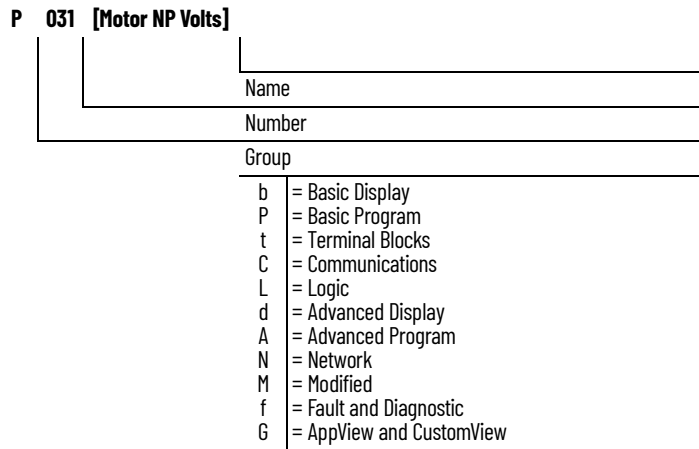 P 031 [Motor NP Volts]
Name
Number
Group
b = Basic Display
P = Basic Program
t = Terminal Blocks
C = Communications
L = Logic
d = Advanced Display
A = Advanced Program
N = Network
M = Modified
f = Fault and Diagnostic
G = AppView and CustomView